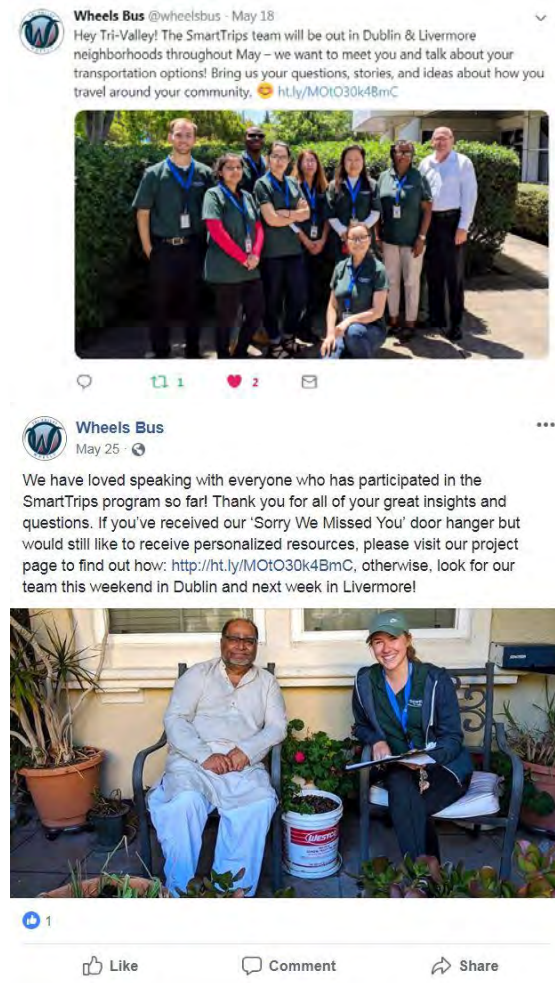 Wheels Bus @wheelsbus · May 18
Hey Tri-Valley! The SmartTrips team will be out in Dublin & Livermore
neighborhoods throughout May – we want to meet you and talk about your
transportation options! Bring us your questions, stories, and ideas about how you
travel around your community. 😊 ht.ly/MOtO30k4BmC
1
2
Wheels Bus
May 25 ·
We have loved speaking with everyone who has participated in the
SmartTrips program so far! Thank you for all of your great insights and
questions. If you've received our 'Sorry We Missed You' door hanger but
would still like to receive personalized resources, please visit our project
page to find out how: http://ht.ly/MOtO30k4BmC, otherwise, look for our
team this weekend in Dublin and next week in Livermore!
WESTCO
1
Like Comment Share